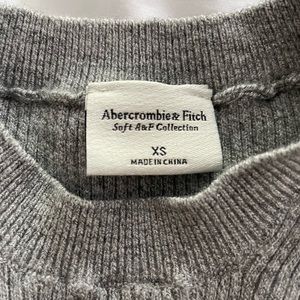 Abercrombie & Fitch
Soft A&F Collection
XS
MADE IN CHINA